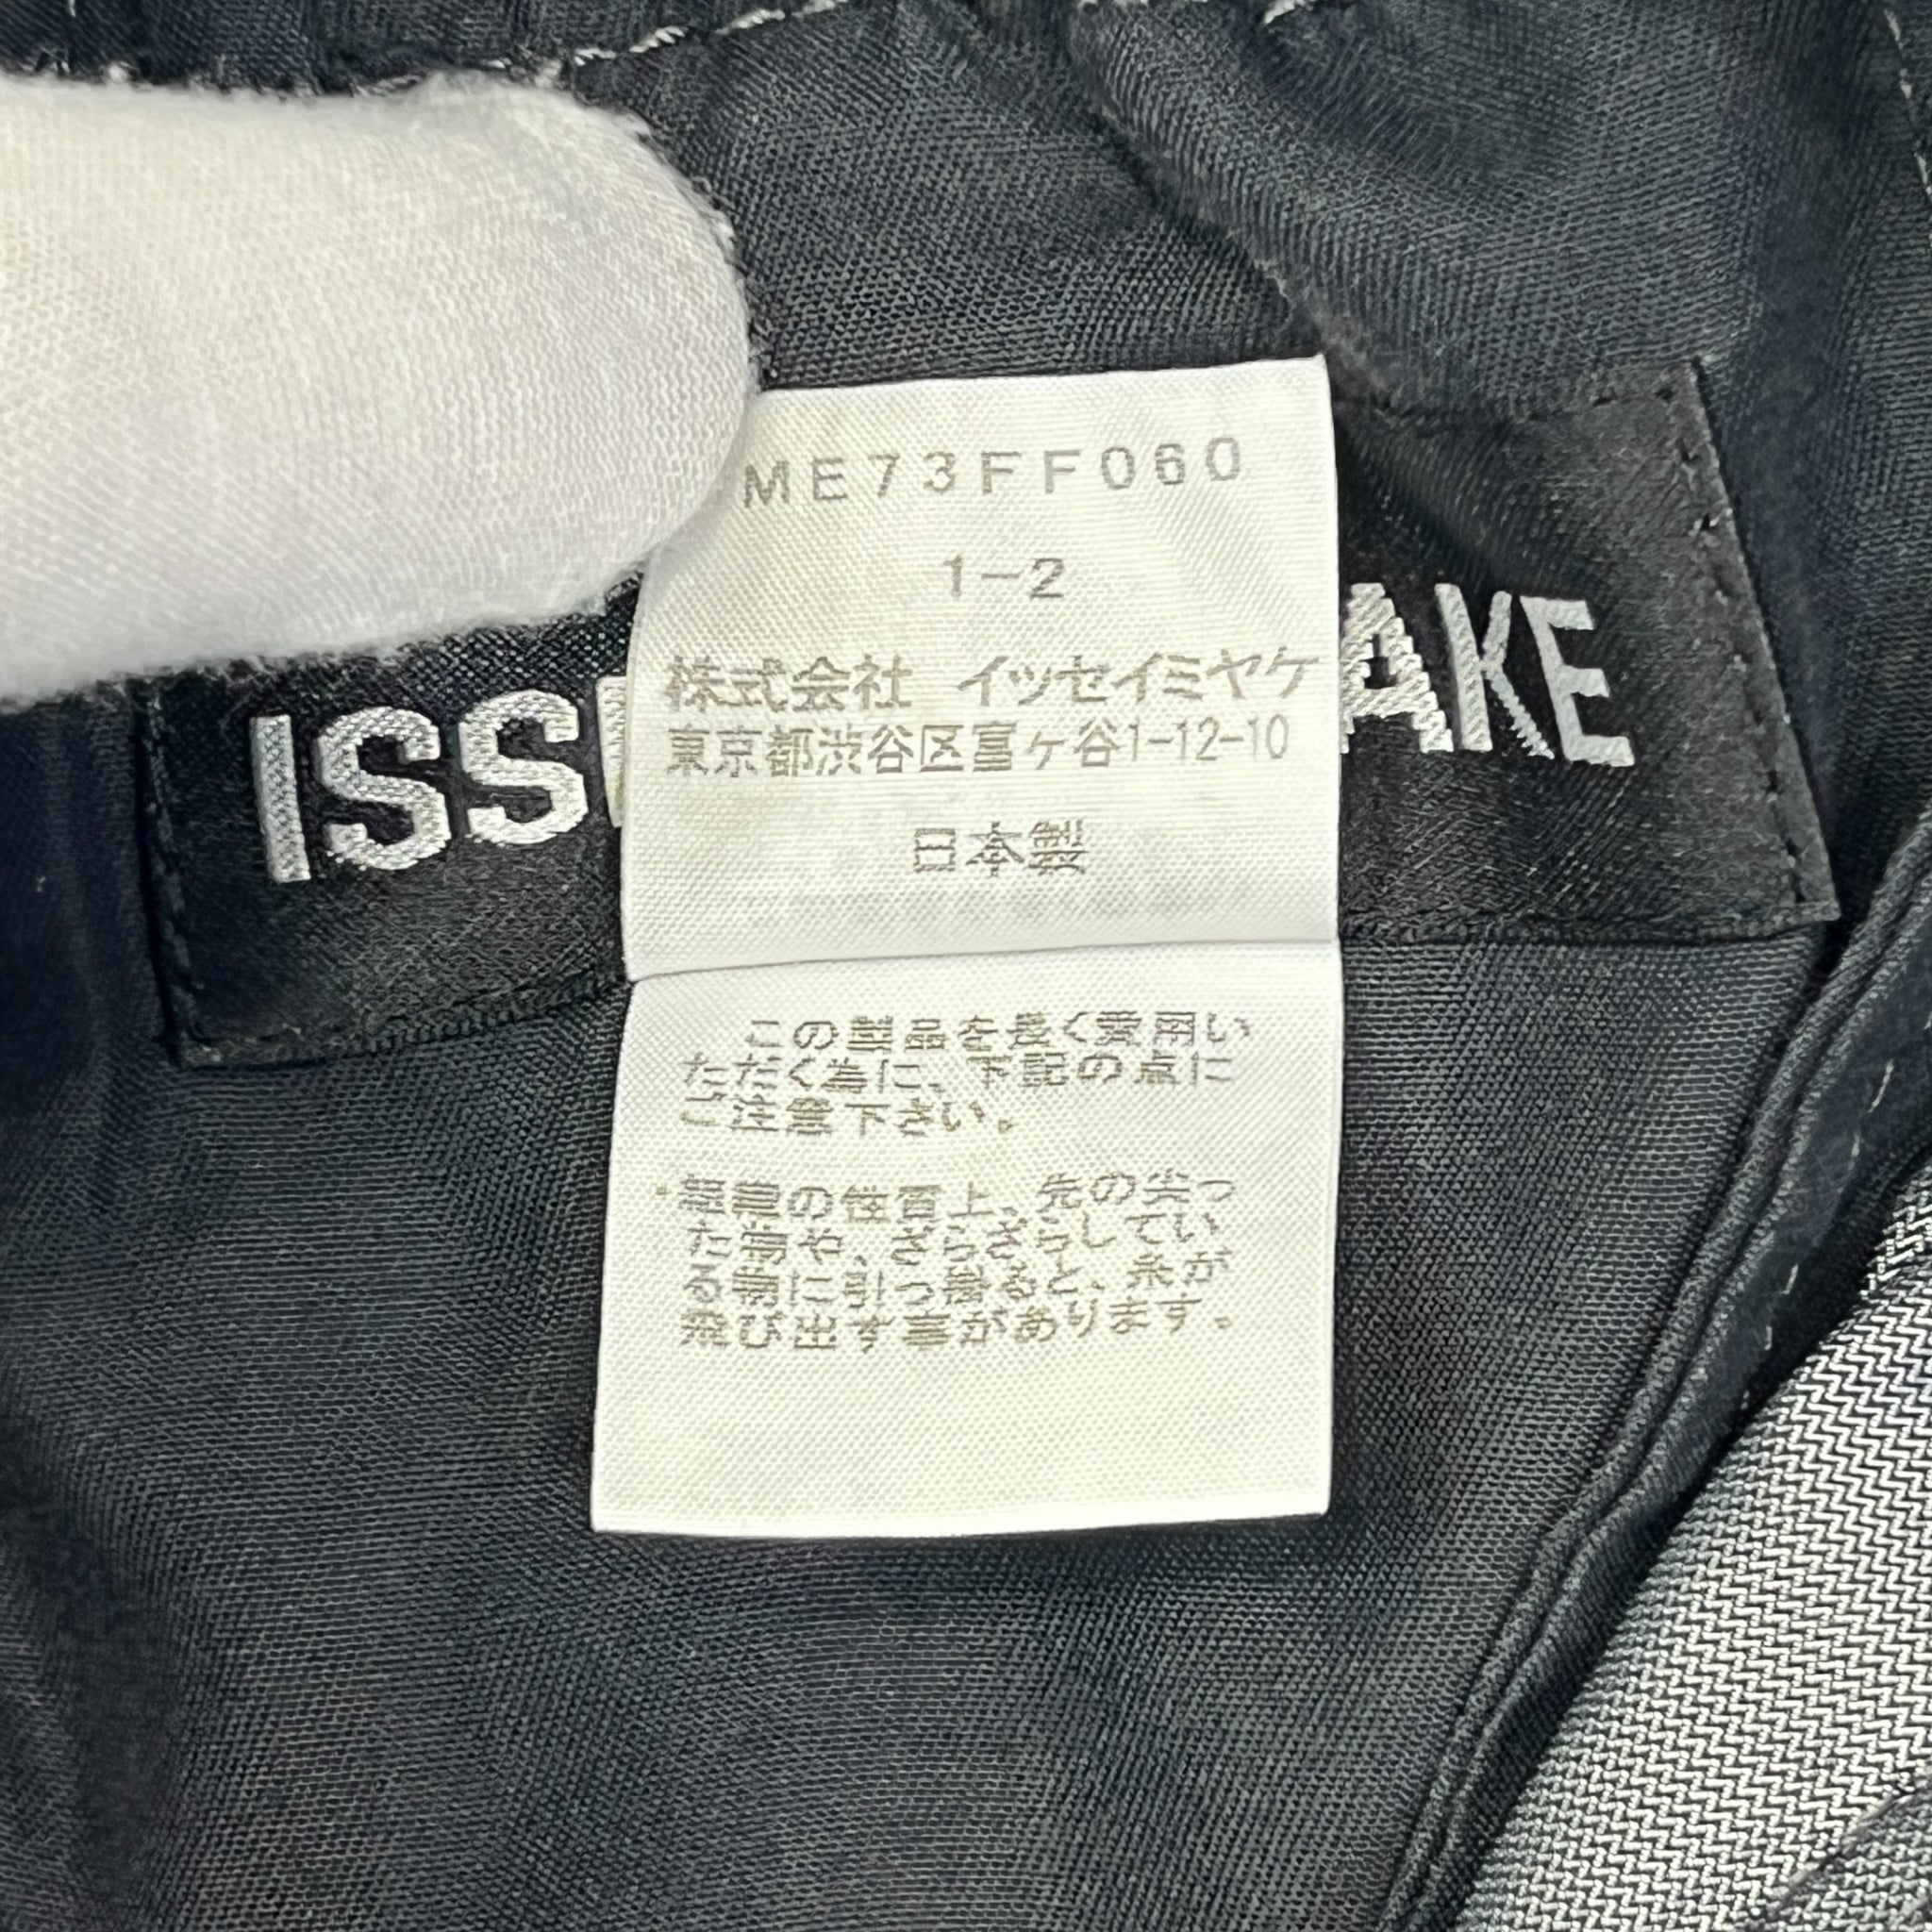 ME73FF060
1-2
株式会社 イッセイミヤケ
東京都渋谷区富ヶ谷1-12-10
日本製
ISS
AKE
この製品を長く愛用い
ただく為に、下記の点に
ご注意下さい。
の性質上、先の尖っ
た物や、ざらざらしてい
る物に引っ掛ると、糸が
飛び出す事があります。